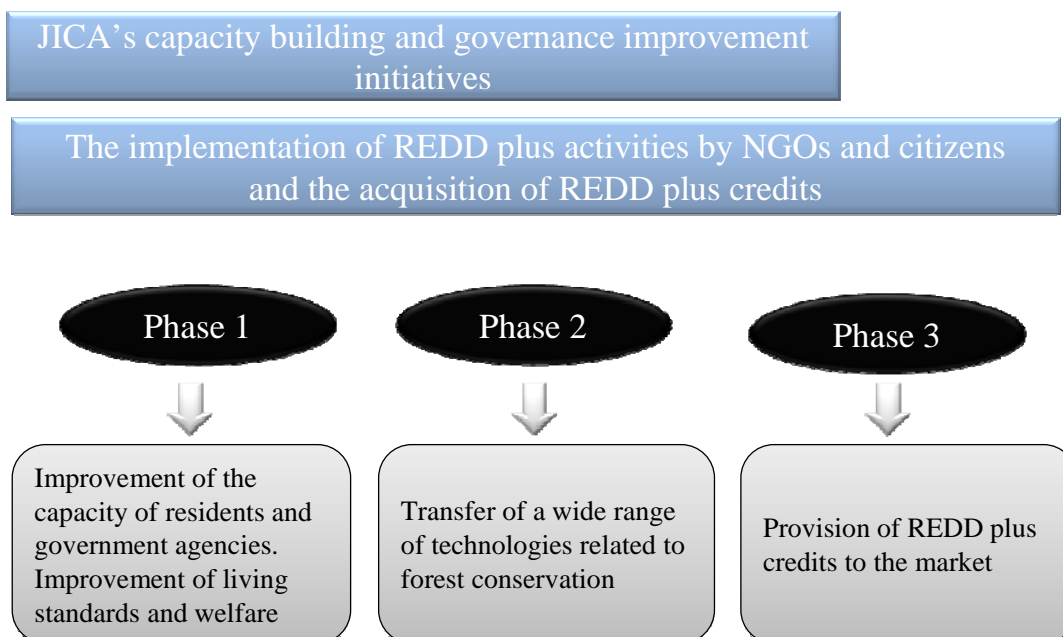 JICA’s capacity building and governance improvement
initiatives
The implementation of REDD plus activities by NGOs and citizens
and the acquisition of REDD plus credits
Phase 1
Phase 2
Phase 3
Improvement of the
capacity of residents and
government agencies.
Improvement of living
standards and welfare
Transfer of a wide range
of technologies related to
forest conservation
Provision of REDD plus
credits to the market